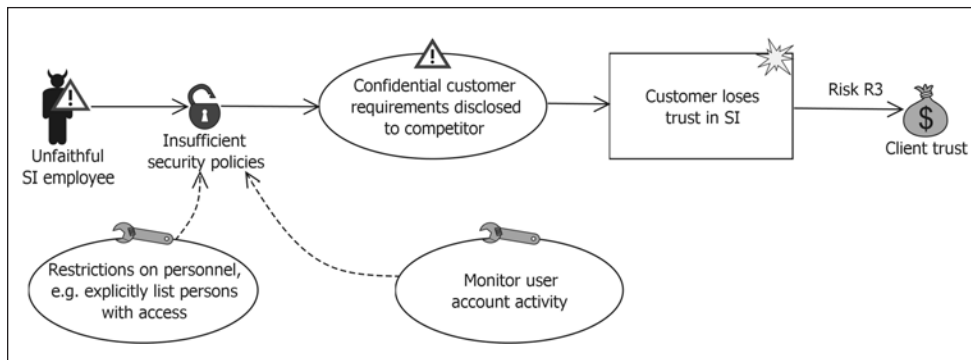 Unfaithful
SI employee
Insufficient
security policies
Confidential customer
requirements disclosed
to competitor
Customer loses
trust in SI
Risk R3
$
Client trust
Restrictions on personnel,
e.g. explicitly list persons
with access
Monitor user
account activity